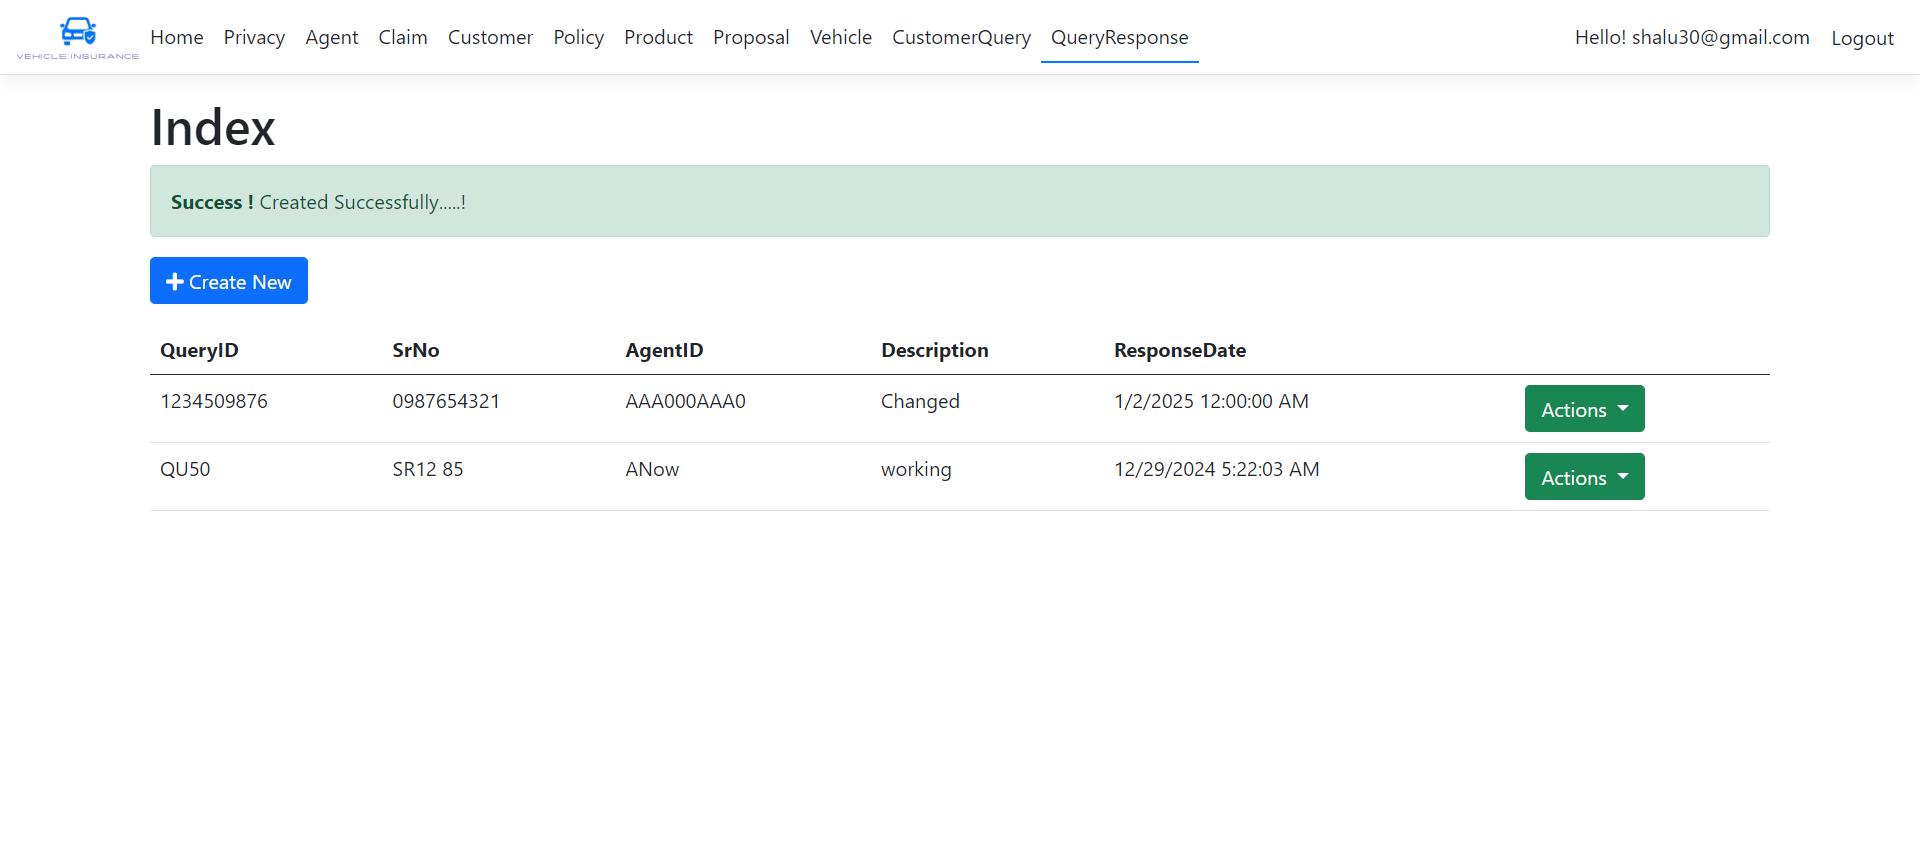 VEHICLE INSURANCE
Home Privacy Agent Claim Customer Policy Product Proposal Vehicle CustomerQuery QueryResponse Hello! shalu30@gmail.com Logout
Index
Success ! Created Successfully.....!
Create New
QueryID SrNo AgentID Description ResponseDate
1234509876 0987654321 AAA000AAA0 Changed 1/2/2025 12:00:00 AM Actions
QU50 SR12 85 ANow working 12/29/2024 5:22:03 AM Actions